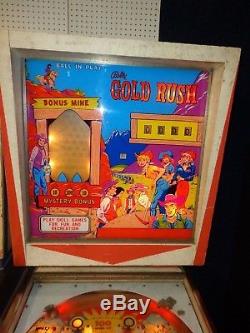 BALL IN PLAY
Bally
GOLD RUSH
BONUS MINE
MYSTERY BONUS
PLAY SKILL GAMES
FOR FUN AND
RECREATION